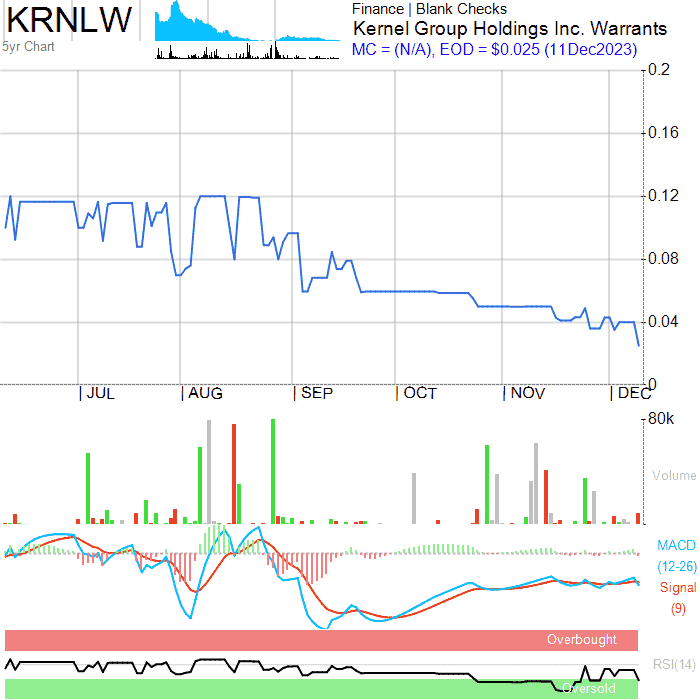 KRNLW
5yr Chart
Finance | Blank Checks
Kernel Group Holdings Inc. Warrants
MC = (N/A), EOD = $0.025 (11Dec2023)
0.2
0.16
0.12
0.08
0.04
0
| JUL | AUG | SEP | OCT | NOV | DEC
80k
Volume
MACD
(12-26)
Signal
(9)
Overbought
RSI(14)
Oversold